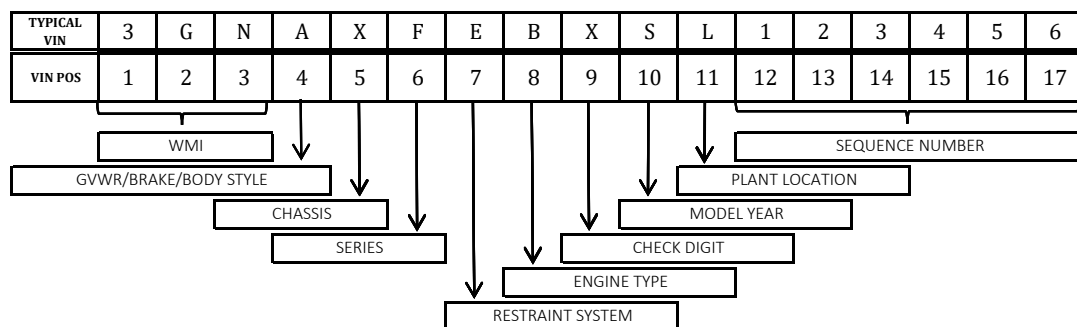 TYPICAL VIN 3 G N A X F E B X S L 1 2 3 4 5 6
VIN POS 1 2 3 4 5 6 7 8 9 10 11 12 13 14 15 16 17
WMI SEQUENCE NUMBER
GVWR/BRAKE/BODY STYLE PLANT LOCATION
CHASSIS MODEL YEAR
SERIES CHECK DIGIT
ENGINE TYPE
RESTRAINT SYSTEM